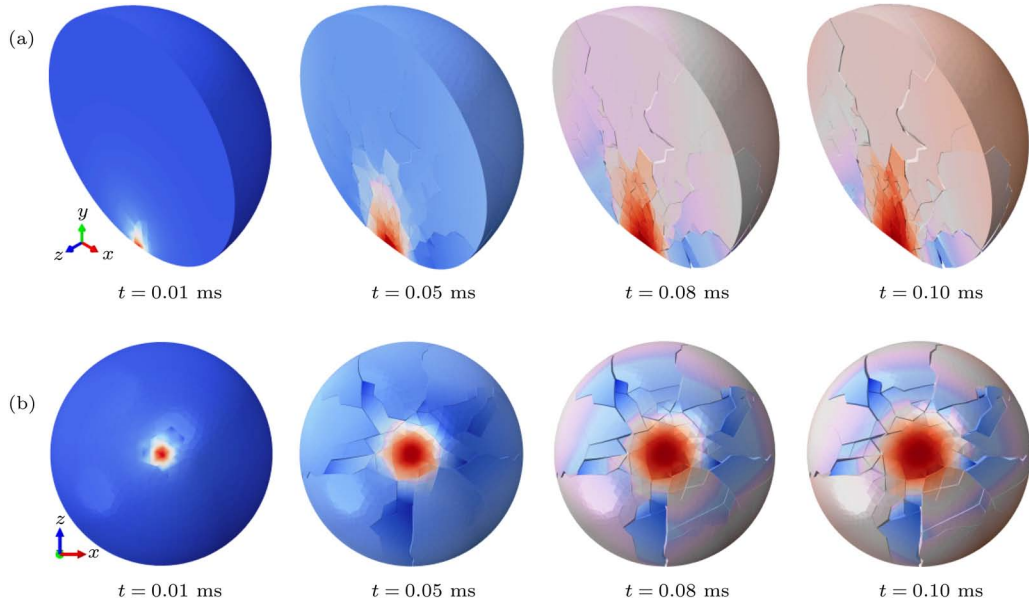 (a)
y
z x
t = 0.01 ms t = 0.05 ms t = 0.08 ms t = 0.10 ms
(b)
z
x
t = 0.01 ms t = 0.05 ms t = 0.08 ms t = 0.10 ms